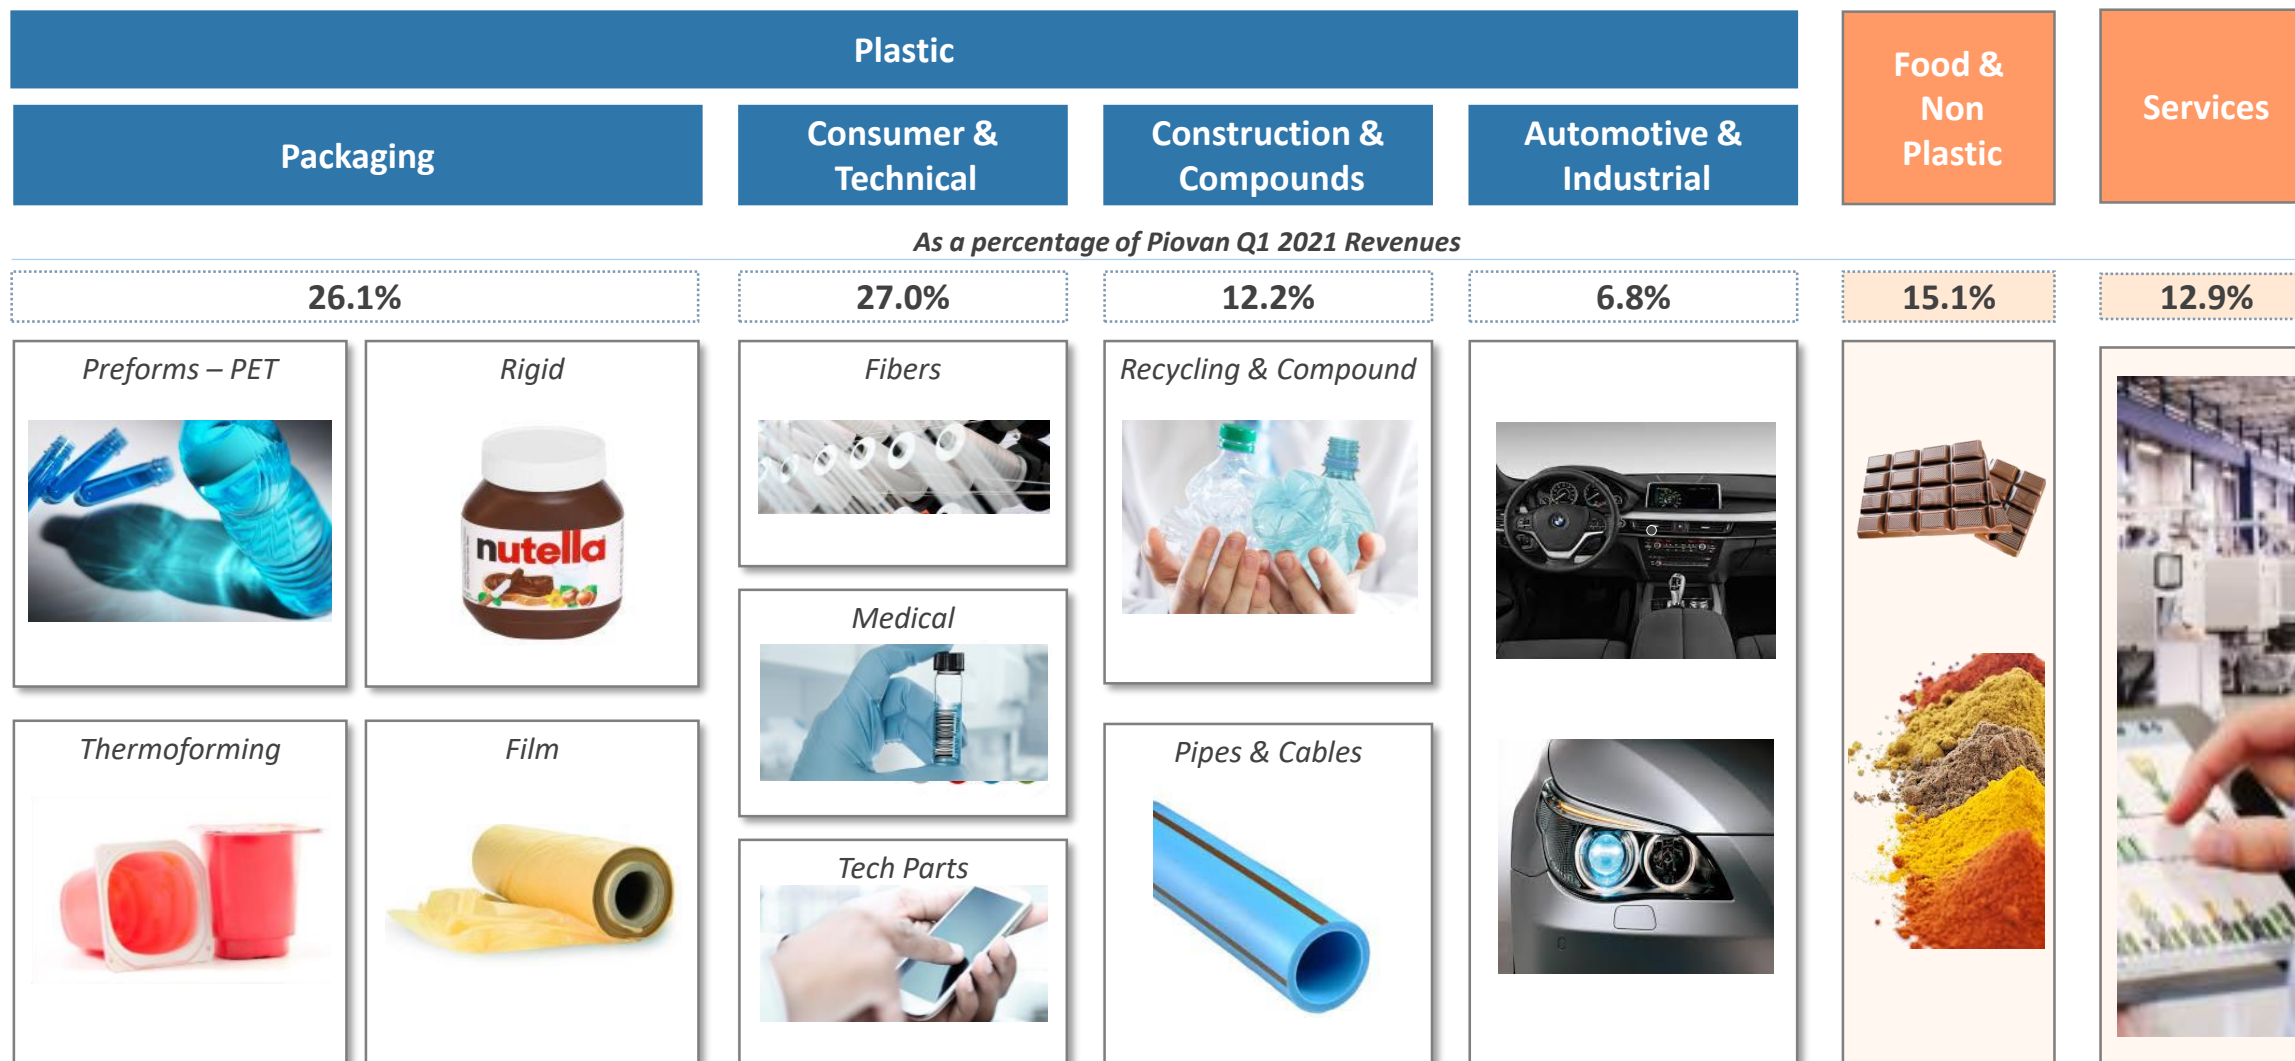 Plastic
Food &
Non
Plastic
Services
Packaging
Consumer &
Technical
Construction &
Compounds
Automotive &
Industrial
As a percentage of Piovan Q1 2021 Revenues
26.1%
27.0%
12.2%
6.8%
15.1%
12.9%
Preforms – PET
Rigid
Fibers
Recycling & Compound
nutella
Medical
Thermoforming
Film
Pipes & Cables
Tech Parts